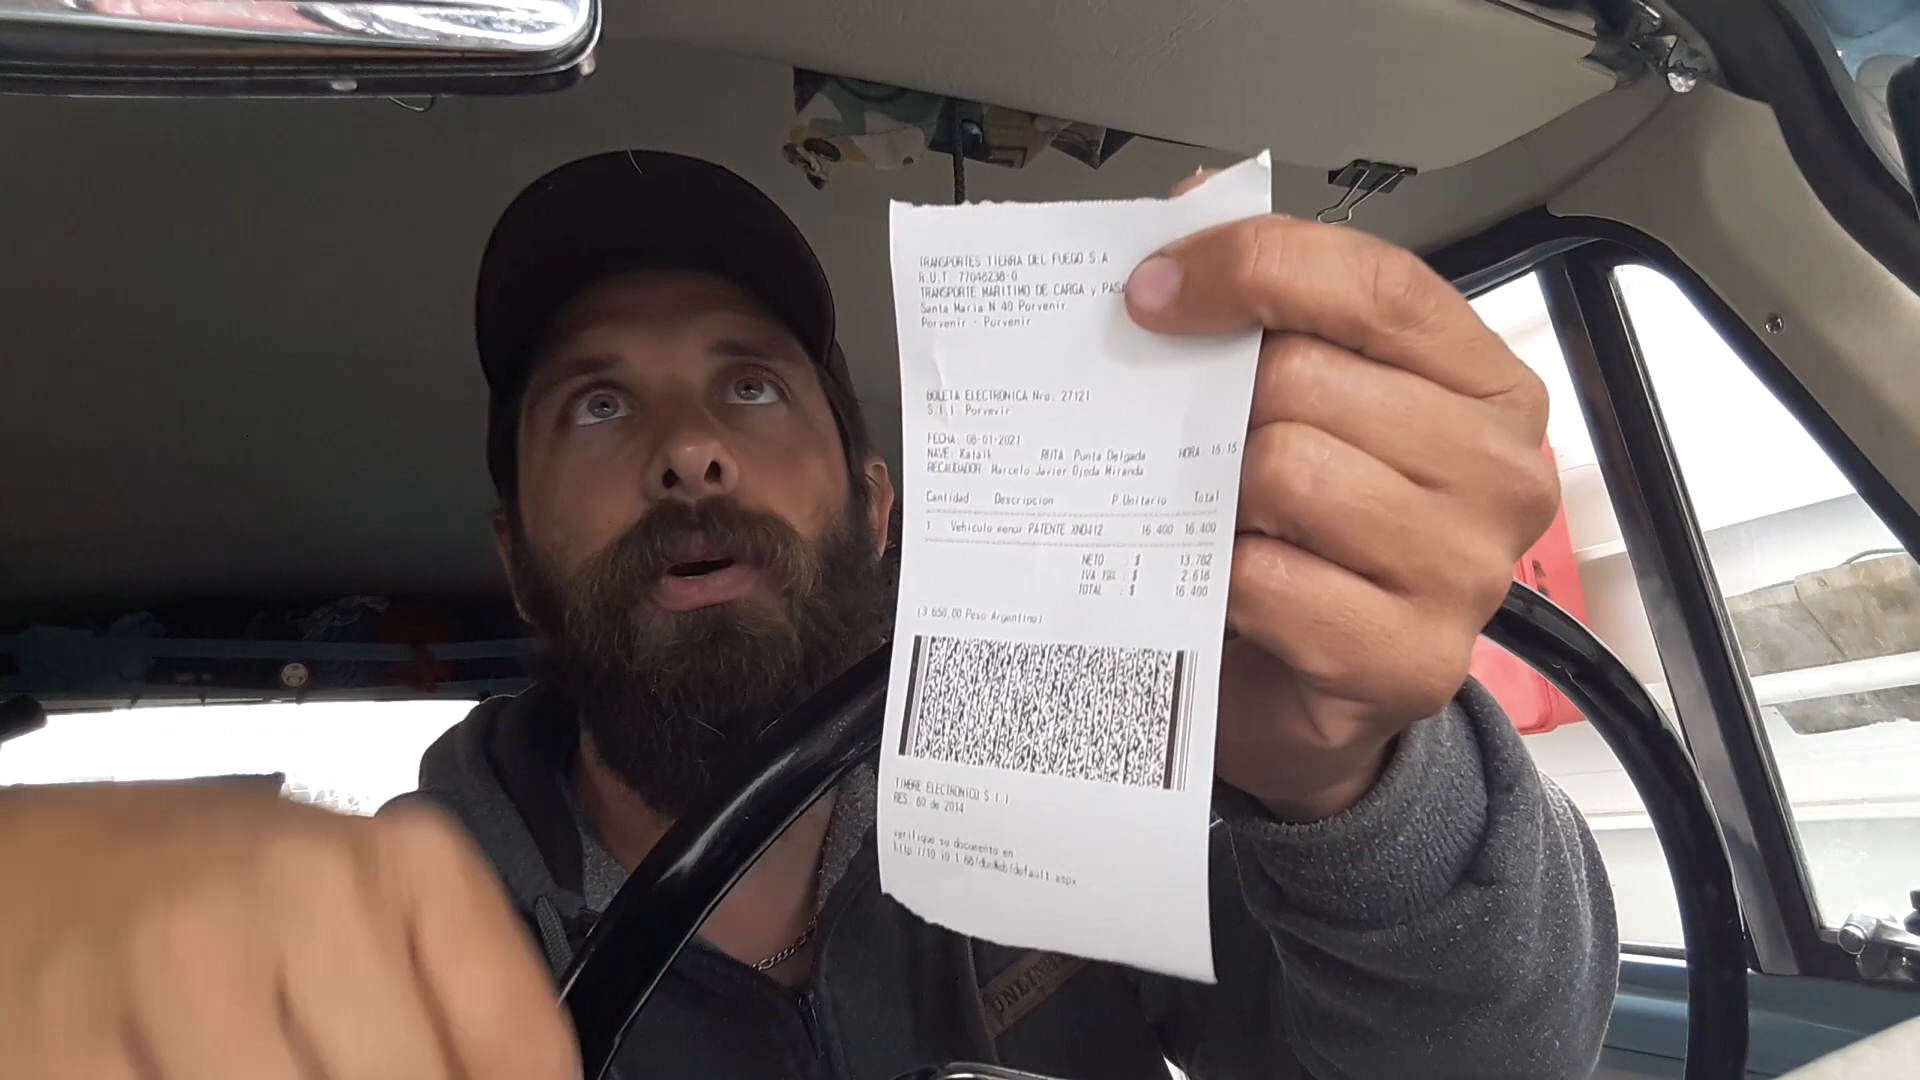 TRANSPORTES TIERRA DEL FUEGO S.A
R.U.T. 77048238-0
TRANSPORTE MARITIMO DE CARGA y PASA
Santa Maria N 49 Porvenir
Porvenir - Porvenir
BOLETA ELECTRONICA Nro. 27121
S.I.I. Porvevir
FECHA: 08-01-2021
NAVE: Kataik RUTA Punta Delgada HORA: 15:15
RECAUDADOR: Marcelo Javier Ojeda Miranda
Cantidad Descripcion P.Unitario Total
1 Vehiculo menor PATENTE XND412 16.400 16.400
NETO $ 13.782
IVA 19% : $ 2.618
TOTAL : $ 16.400
(3.650,00 Peso Argentino)
TIMBRE ELECTRONICO S.I.I.
RES. 80 de 2014
verifique su documento en